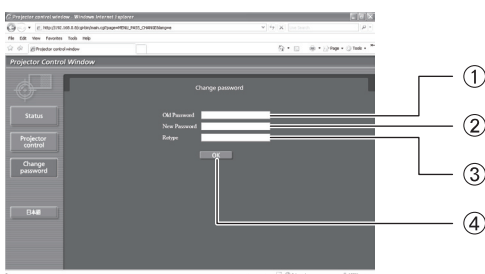 Projector control window - Windows Internet Explorer
File Edit View Favorites Tools Help
Projector control window
Page Tools
Projector Control Window
Change password
Status
Projector
control
Change
password
日本語
Old Password
New Password
Retype
OK
1
2
3
4